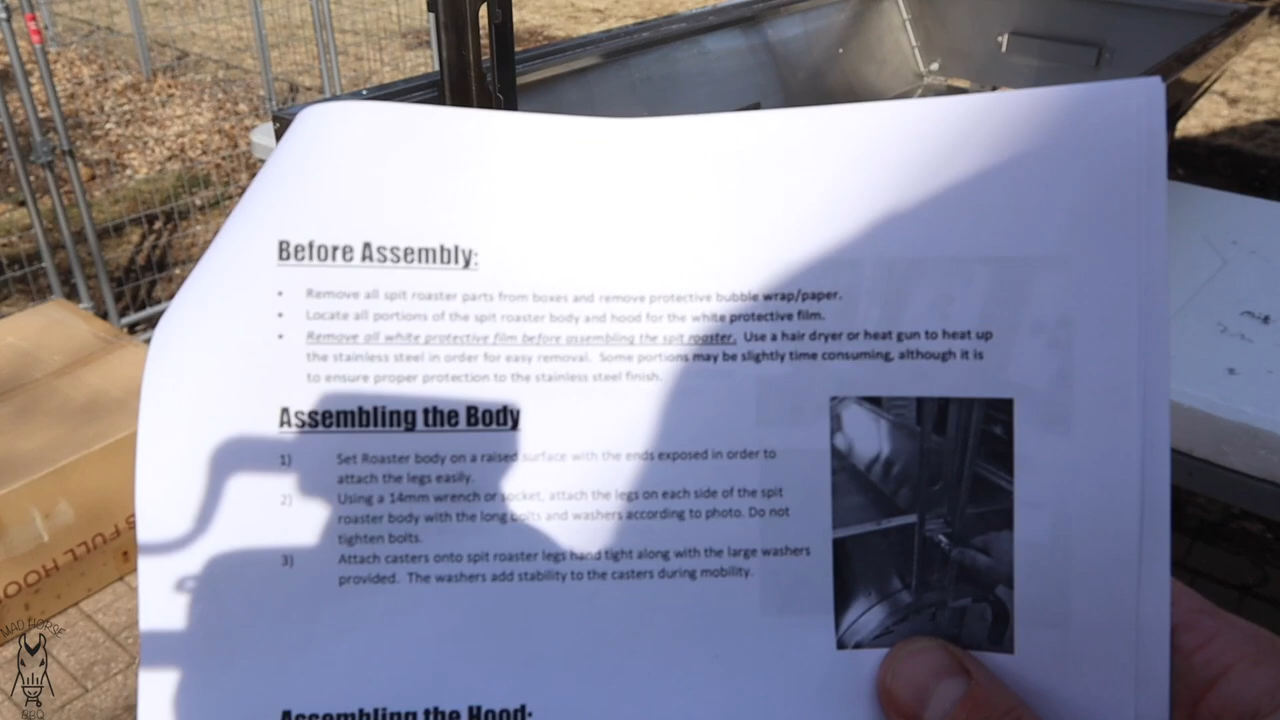 Before Assembly:
• Remove all spit roaster parts from boxes and remove protective bubble wrap/paper.
• Locate all portions of the spit roaster body and hood for the white protective film.
• Remove all white protective film before assembling the spit roaster. Use a hair dryer or heat gun to heat up
the stainless steel in order for easy removal. Some portions may be slightly time consuming, although it is
to ensure proper protection to the stainless steel finish.
Assembling the Body
1) Set Roaster body on a raised surface with the ends exposed in order to
attach the legs easily.
2) Using a 14mm wrench or socket, attach the legs on each side of the spit
roaster body with the long bolts and washers according to photo. Do not
tighten bolts.
3) Attach casters onto spit roaster legs hand tight along with the large washers
provided. The washers add stability to the casters during mobility.
Assembling the Hood:
FULL HOO
MAD HORSE
BBQ